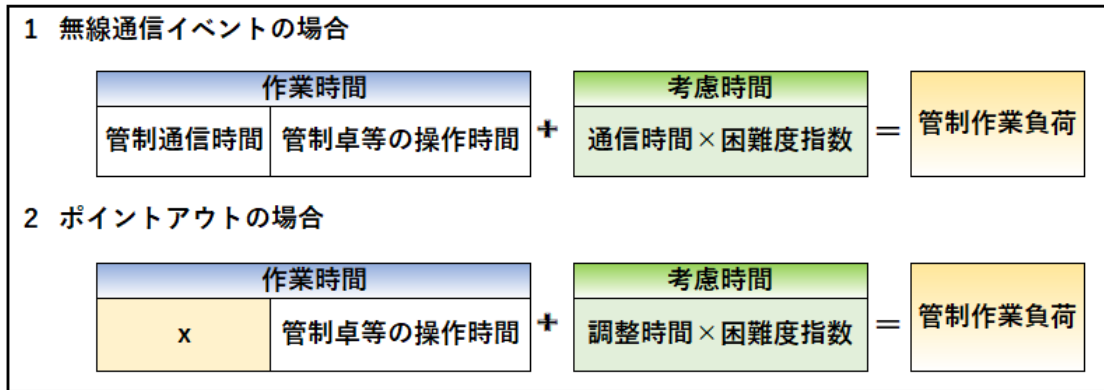 1 無線通信イベントの場合
作業時間
考慮時間
管制通信時間
管制卓等の操作時間
+
通信時間×困難度指数
=
管制作業負荷
2 ポイントアウトの場合
作業時間
考慮時間
x
管制卓等の操作時間
+
調整時間×困難度指数
=
管制作業負荷